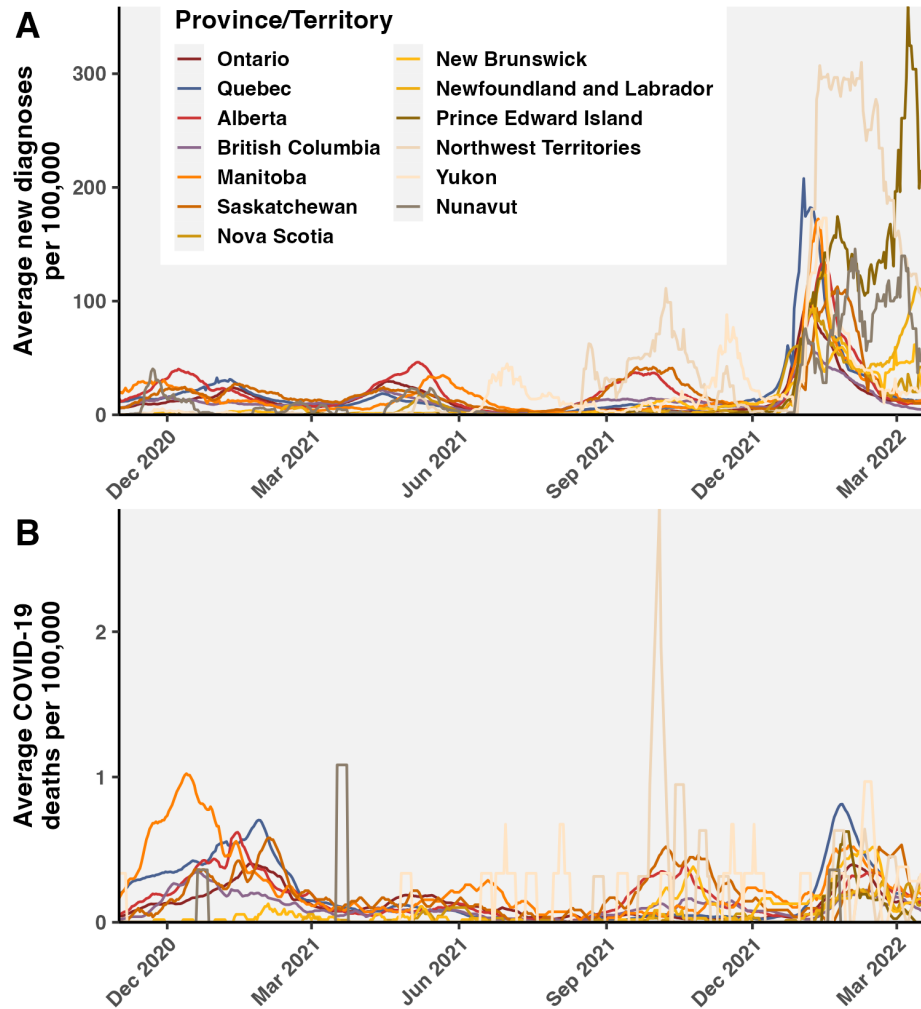 A
Average new diagnoses
per 100,000
Province/Territory
Ontario
Quebec
Alberta
British Columbia
Manitoba
Saskatchewan
Nova Scotia
New Brunswick
Newfoundland and Labrador
Prince Edward Island
Northwest Territories
Yukon
Nunavut
300
200
100
0
Dec 2020
Mar 2021
Jun 2021
Sep 2021
Dec 2021
Mar 2022
B
Average COVID-19
deaths per 100,000
2
1
0
Dec 2020
Mar 2021
Jun 2021
Sep 2021
Dec 2021
Mar 2022